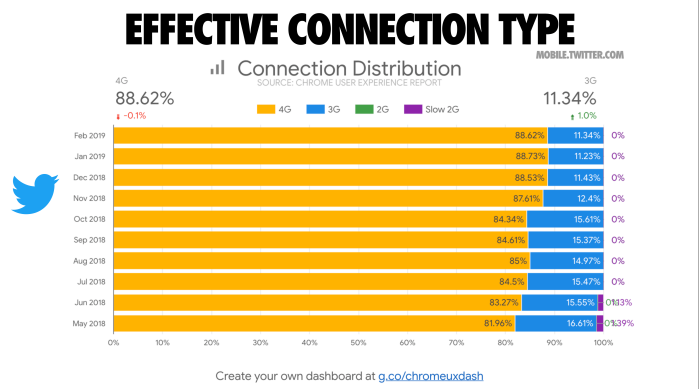 EFFECTIVE CONNECTION TYPE
MOBILE.TWITTER.COM
Connection Distribution
SOURCE: CHROME USER EXPERIENCE REPORT
4G
88.62%
-0.1%
3G
11.34%
1.0%
4G 3G 2G Slow 2G
Feb 2019 88.62% 11.34% 0%
Jan 2019 88.73% 11.23% 0%
Dec 2018 88.53% 11.43% 0%
Nov 2018 87.61% 12.4% 0%
Oct 2018 84.34% 15.61% 0%
Sep 2018 84.61% 15.37% 0%
Aug 2018 85% 14.97% 0%
Jul 2018 84.5% 15.47% 0%
Jun 2018 83.27% 15.55%
May 2018 81.96% 16.61%
0% 10% 20% 30% 40% 50% 60% 70% 80% 90% 100%
Create your own dashboard at g.co/chromeuxdash